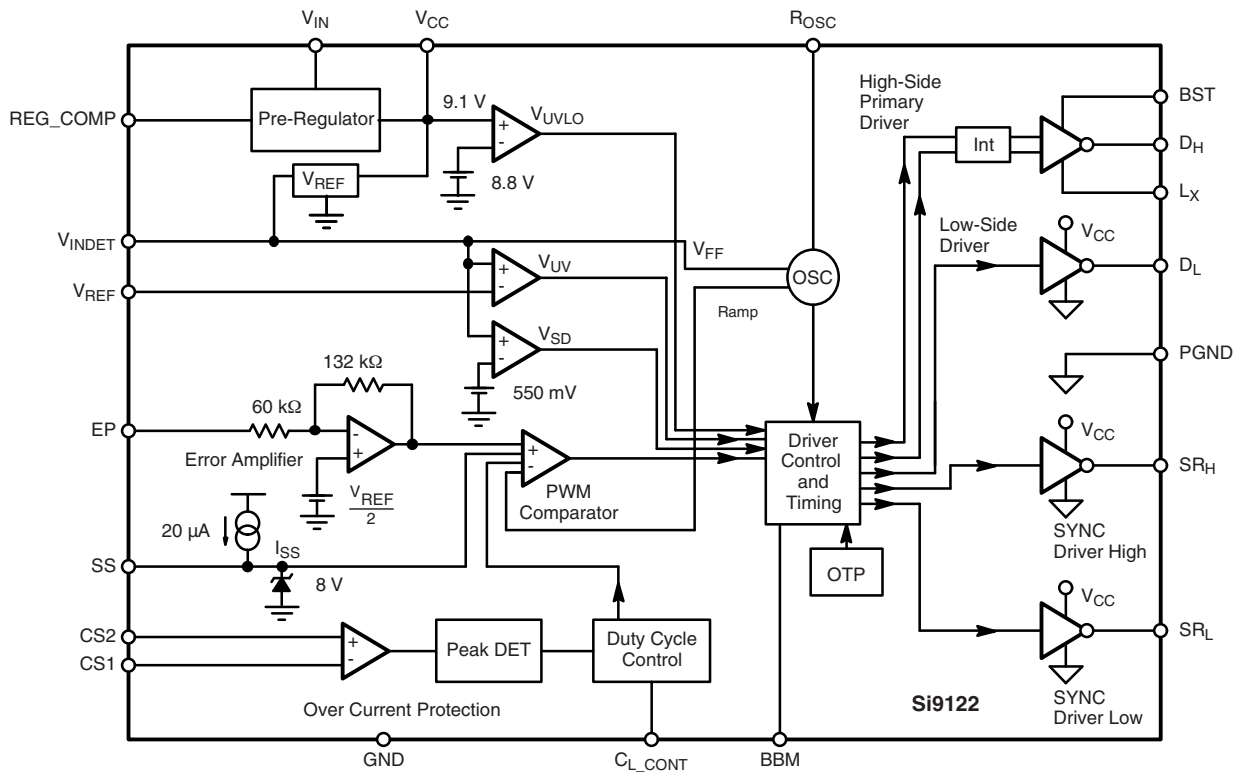 V_IN
V_CC
R_OSC
REG_COMP
Pre-Regulator
9.1 V
+
-
V_UVLO
8.8 V
V_REF
High-Side
Primary
Driver
Int
BST
D_H
L_X
V_INDET
V_REF
+
-
V_UV
V_FF
OSC
Ramp
Low-Side
Driver
V_CC
D_L
+
-
V_SD
550 mV
PGND
132 kΩ
60 kΩ
EP
-
+
Error Amplifier
V_REF
2
+
-
PWM
Comparator
Driver
Control
and
Timing
V_CC
SR_H
SYNC
Driver High
20 μA
I_SS
SS
8 V
OTP
CS2
CS1
+
-
Peak DET
Duty Cycle
Control
V_CC
SR_L
SYNC
Driver Low
Over Current Protection
Si9122
GND
C_L_CONT
BBM